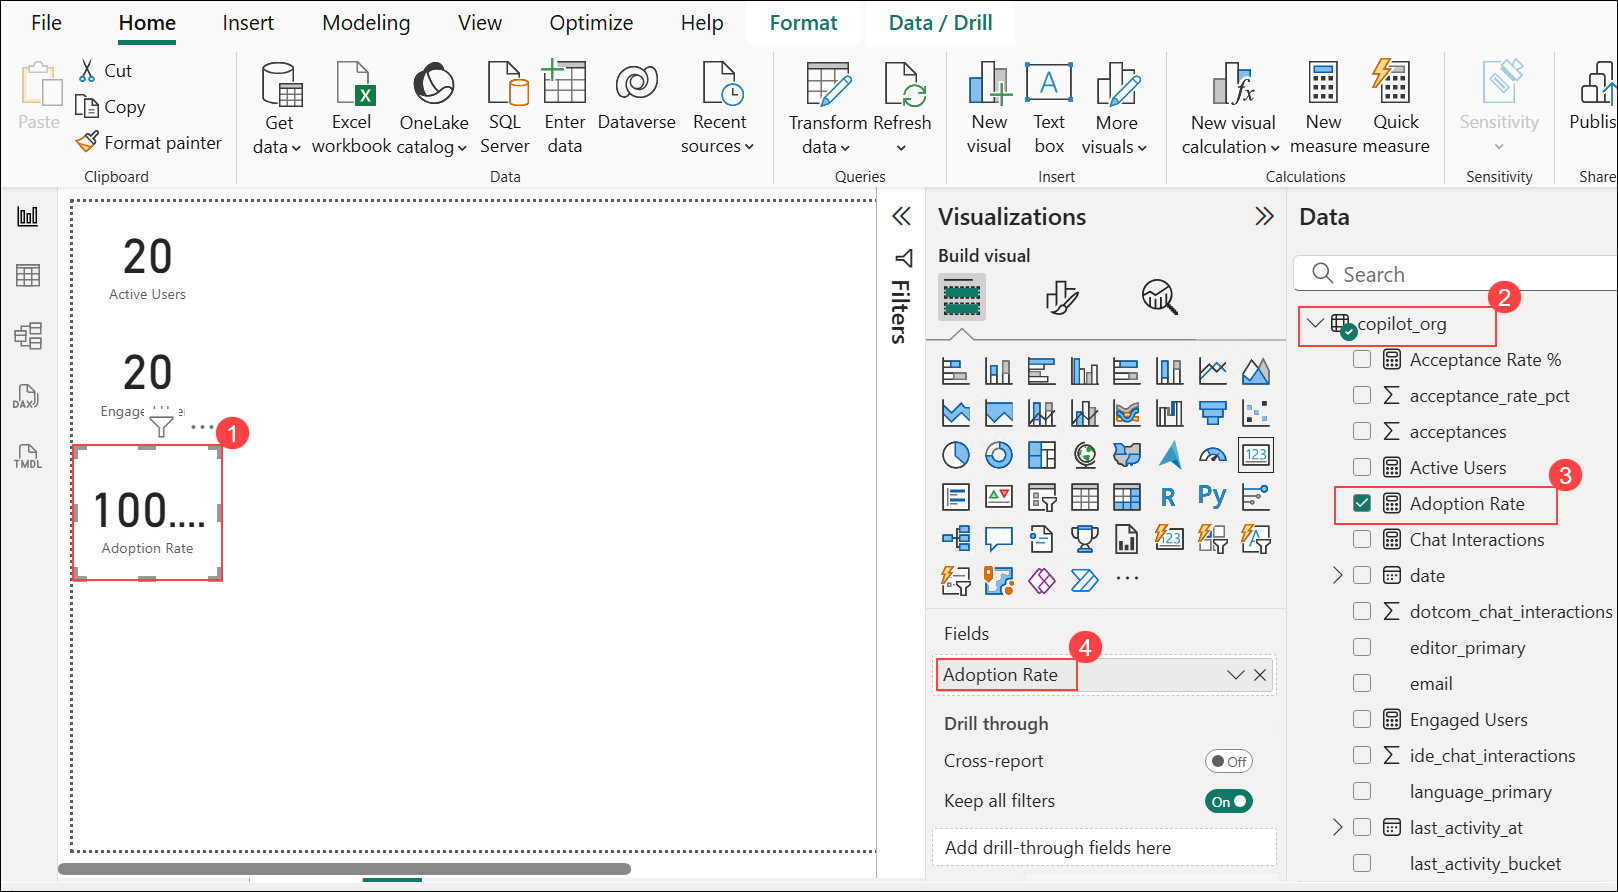 File Home Insert Modeling View Optimize Help Format Data / Drill
Paste
Cut
Copy
Format painter
Clipboard
Get data
Excel workbook
OneLake catalog
SQL Server
Enter data
Dataverse
Recent sources
Data
Transform data
Refresh
Queries
New visual
A
Text box
More visuals
Insert
fx
New visual calculation
New measure
Quick measure
Calculations
Sensitivity
Sensitivity
Publis
Share
DAX
TMDL
20
Active Users
20
Engage
1
100....
Adoption Rate
Filters
Visualizations
Build visual
123
R
Py
123
A
...
Fields
4
Adoption Rate
Drill through
Cross-report
Off
Keep all filters
On
Add drill-through fields here
Data
Search
2
copilot_org
Acceptance Rate %
∑ acceptance_rate_pct
∑ acceptances
Active Users
3
Adoption Rate
Chat Interactions
date
∑ dotcom_chat_interactions
editor_primary
email
Engaged Users
∑ ide_chat_interactions
language_primary
last_activity_at
last_activity_bucket